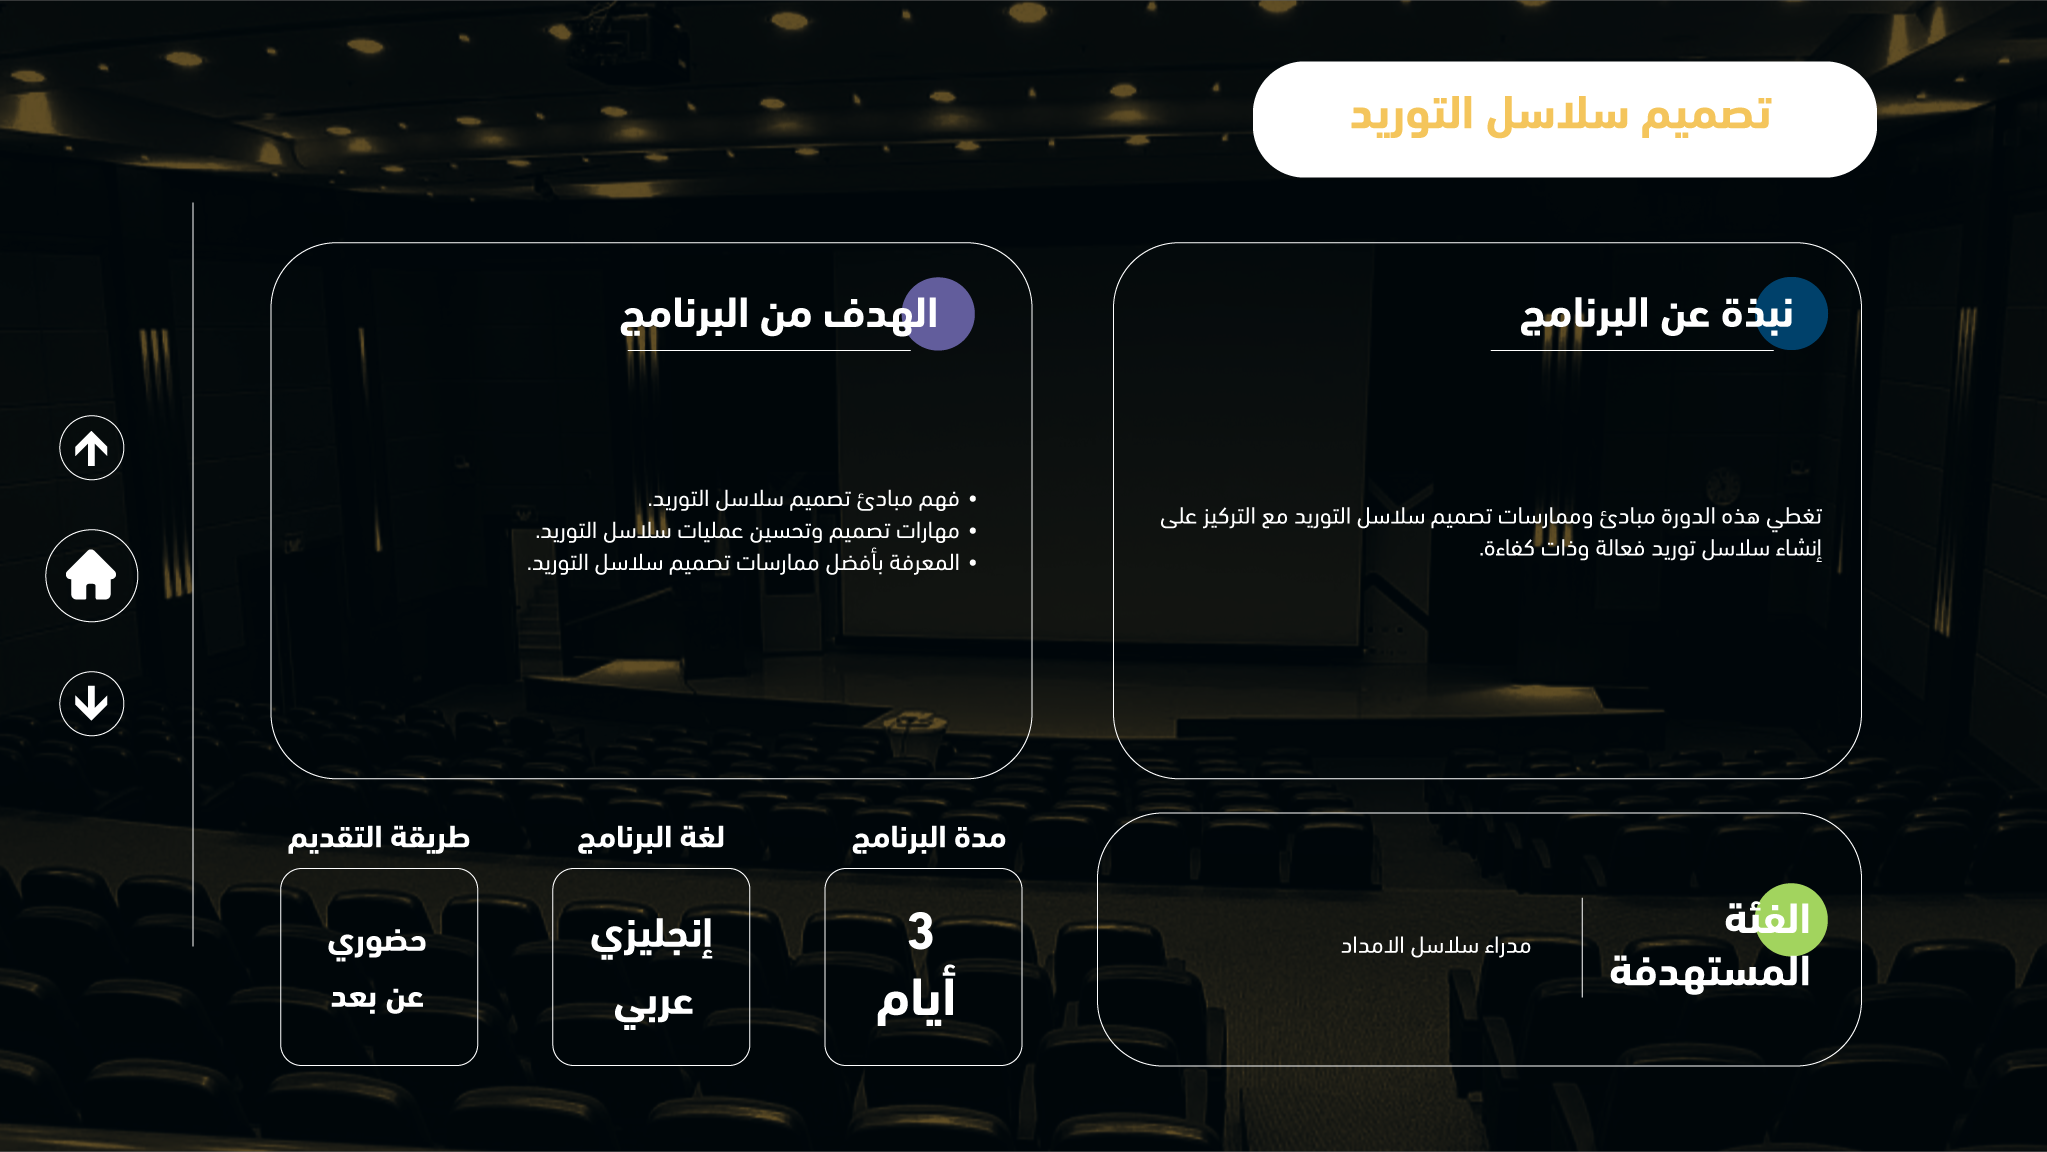 تصميم سلاسل التوريد
نبذة عن البرنامج
تغطي هذه الدورة مبادئ وممارسات تصميم سلاسل التوريد مع التركيز على
إنشاء سلاسل توريد فعالة وذات كفاءة.
الهدف من البرنامج
• فهم مبادئ تصميم سلاسل التوريد.
• مهارات تصميم وتحسين عمليات سلاسل التوريد.
• المعرفة بأفضل ممارسات تصميم سلاسل التوريد.
الفئة
المستهدفة
مدراء سلاسل الامداد
مدة البرنامج
3
أيام
لغة البرنامج
إنجليزي
عربي
طريقة التقديم
حضوري
عن بعد